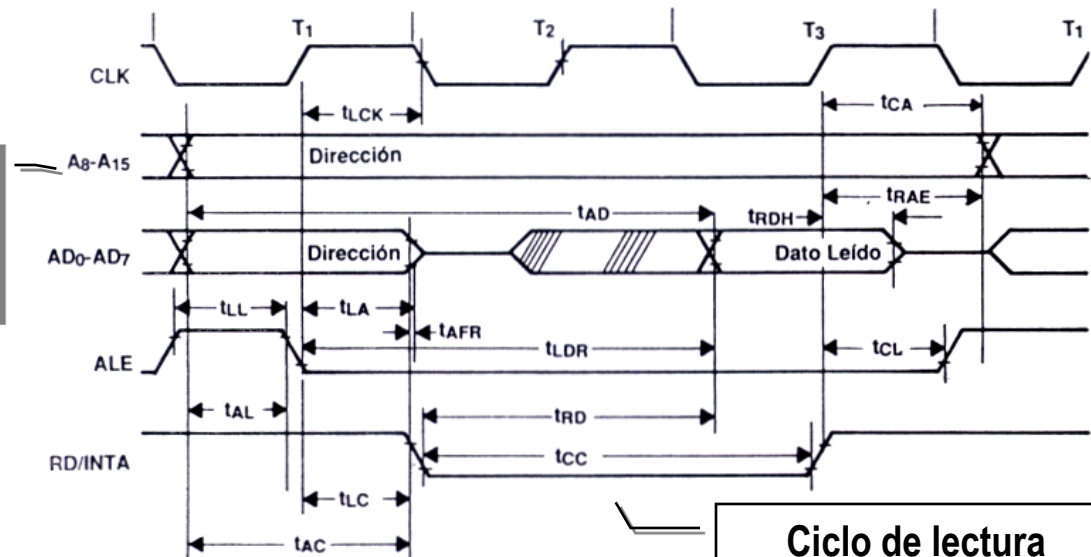 T1 T2 T3 T1
CLK
tLCK tCA
A8-A15 Dirección
tRAE
tAD tRDH
AD0-AD7 Dirección Dato Leído
tLL tLA tAFR
tLDR tCL
ALE
tAL tRD
RD/INTA tCC
tLC
tAC
Ciclo de lectura